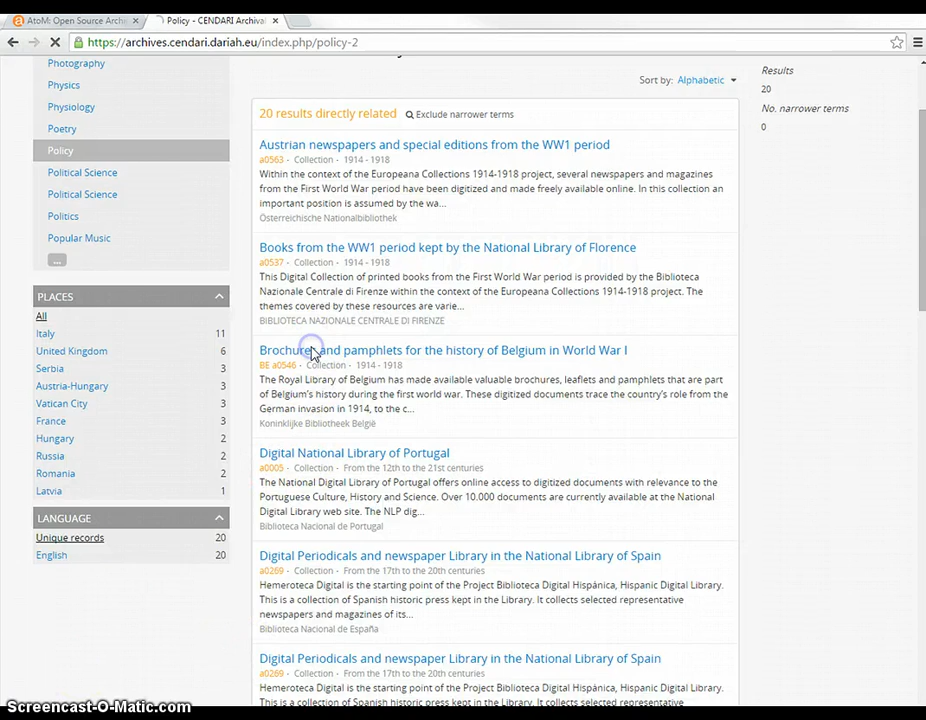 AtoM: Open Source Archi
Policy - CENDARI Archival
https://archives.cendari.dariah.eu/index.php/policy-2
Photography
Physics
Physiology
Poetry
Policy
Political Science
Political Science
Politics
Popular Music
...
PLACES
All
Italy 11
United Kingdom 6
Serbia 3
Austria-Hungary 3
Vatican City 3
France 3
Hungary 2
Russia 2
Romania 2
Latvia 1
LANGUAGE
Unique records 20
English 20
Sort by: Alphabetic
20 results directly related Exclude narrower terms
Austrian newspapers and special editions from the WW1 period
a0563 - Collection - 1914 - 1918
Within the context of the Europeana Collections 1914-1918 project, several newspapers and magazines
from the First World War period have been digitized and made freely available online. In this collection an
important position is assumed by the wa...
Österreichische Nationalbibliothek
Books from the WW1 period kept by the National Library of Florence
a0537 - Collection - 1914 - 1918
This Digital Collection of printed books from the First World War period is provided by the Biblioteca
Nazionale Centrale di Firenze within the context of the Europeana Collections 1914-1918 project. The
themes covered by these resources are varie...
BIBLIOTECA NAZIONALE CENTRALE DI FIRENZE
Brochures and pamphlets for the history of Belgium in World War I
BE a0546 - Collection - 1914 - 1918
The Royal Library of Belgium has made available valuable brochures, leaflets and pamphlets that are part
of Belgium's history during the first world war. These digitized documents trace the country's role from the
German invasion in 1914, to the c...
Koninklijke Bibliotheek België
Digital National Library of Portugal
a0005 - Collection - From the 12th to the 21st centuries
The National Digital Library of Portugal offers online access to digitized documents with relevance to the
Portuguese Culture, History and Science. Over 10.000 documents are currently available at the National
Digital Library web site. The NLP dig...
Biblioteca Nacional de Portugal
Digital Periodicals and newspaper Library in the National Library of Spain
a0269 - Collection - From the 17th to the 20th centuries
Hemeroteca Digital is the starting point of the Project Biblioteca Digital Hispánica, Hispanic Digital Library.
This is a collection of Spanish historic press kept in the Library. It collects selected representative
newspapers and magazines of its...
Biblioteca Nacional de España
Digital Periodicals and newspaper Library in the National Library of Spain
a0269 - Collection - From the 17th to the 20th centuries
Hemeroteca Digital is the starting point of the Project Biblioteca Digital Hispánica, Hispanic Digital Library.
This is a collection of Spanish historic press kept in the Library. It collects selected representative
Results
20
No. narrower terms
0
Screencast-O-Matic.com